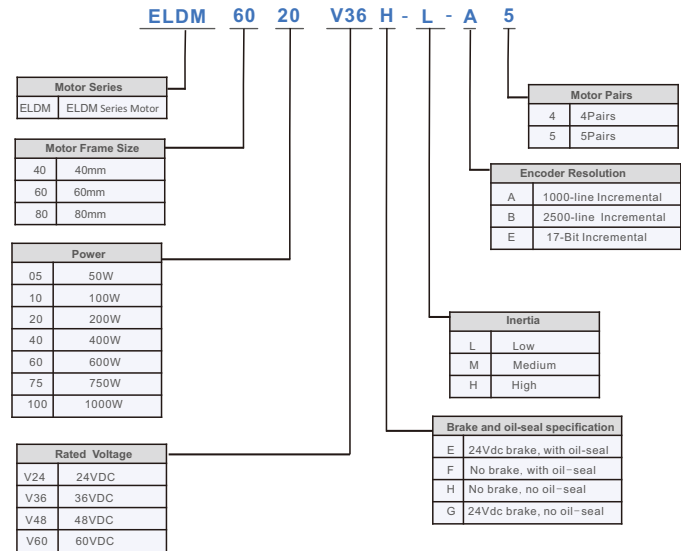 ELDM 60 20 V36 H - L - A 5
Motor Series
ELDM ELDM Series Motor
Motor Frame Size
40 40mm
60 60mm
80 80mm
Power
05 50W
10 100W
20 200W
40 400W
60 600W
75 750W
100 1000W
Rated Voltage
V24 24VDC
V36 36VDC
V48 48VDC
V60 60VDC
Motor Pairs
4 4Pairs
5 5Pairs
Encoder Resolution
A 1000-line Incremental
B 2500-line Incremental
E 17-Bit Incremental
Inertia
L Low
M Medium
H High
Brake and oil-seal specification
E 24Vdc brake, with oil-seal
F No brake, with oil-seal
H No brake, no oil-seal
G 24Vdc brake, no oil-seal